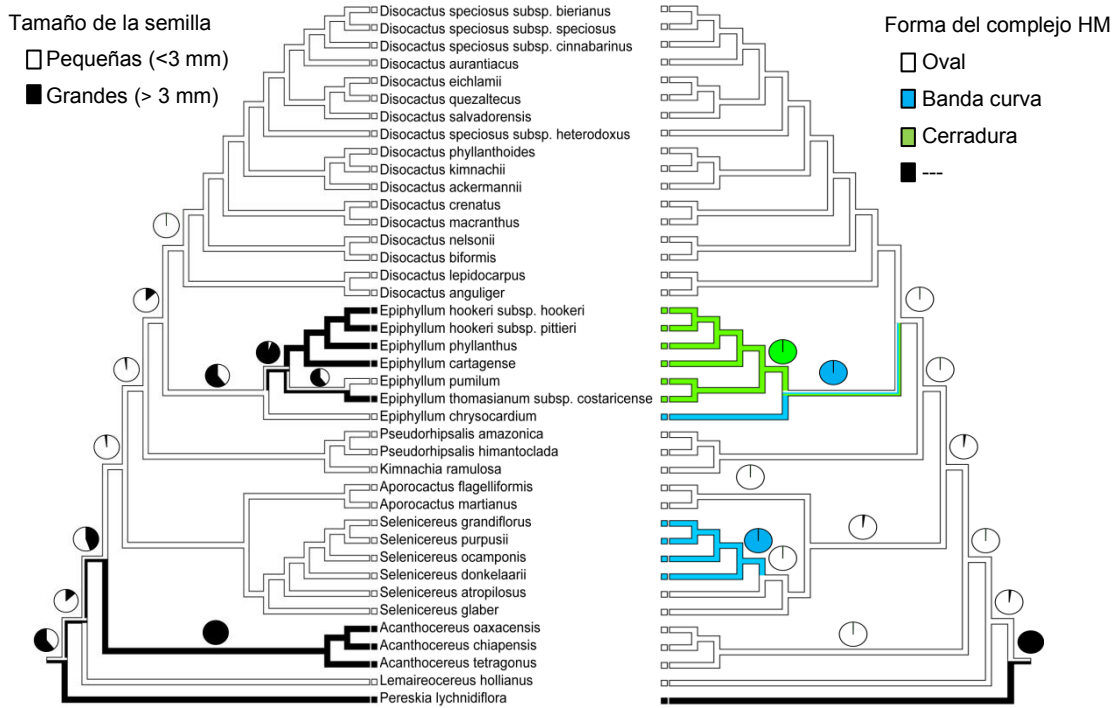 Tamaño de la semilla
Pequeñas (<3 mm)
Grandes (> 3 mm)
Disocactus speciosus subsp. bierianus
Disocactus speciosus subsp. speciosus
Disocactus speciosus subsp. cinnabarinus
Disocactus aurantiacus
Disocactus eichlamii
Disocactus quezaltecus
Disocactus salvadorensis
Disocactus speciosus subsp. heterodoxus
Disocactus phyllanthoides
Disocactus kimnachii
Disocactus ackermannii
Disocactus crenatus
Disocactus macranthus
Disocactus nelsonii
Disocactus biformis
Disocactus lepidocarpus
Disocactus anguliger
Epiphyllum hookeri subsp. hookeri
Epiphyllum hookeri subsp. pittieri
Epiphyllum phyllanthus
Epiphyllum cartagense
Epiphyllum pumilum
Epiphyllum thomasianum subsp. costaricense
Epiphyllum chrysocardium
Pseudorhipsalis amazonica
Pseudorhipsalis himantoclada
Kimnachia ramulosa
Aporocactus flagelliformis
Aporocactus martianus
Selenicereus grandiflorus
Selenicereus purpusii
Selenicereus ocamponis
Selenicereus donkelaarii
Selenicereus atropilosus
Selenicereus glaber
Acanthocereus oaxacensis
Acanthocereus chiapensis
Acanthocereus tetragonus
Lemaireocereus hollianus
Pereskia lychnidiflora
Forma del complejo HM
Oval
Banda curva
Cerradura
---